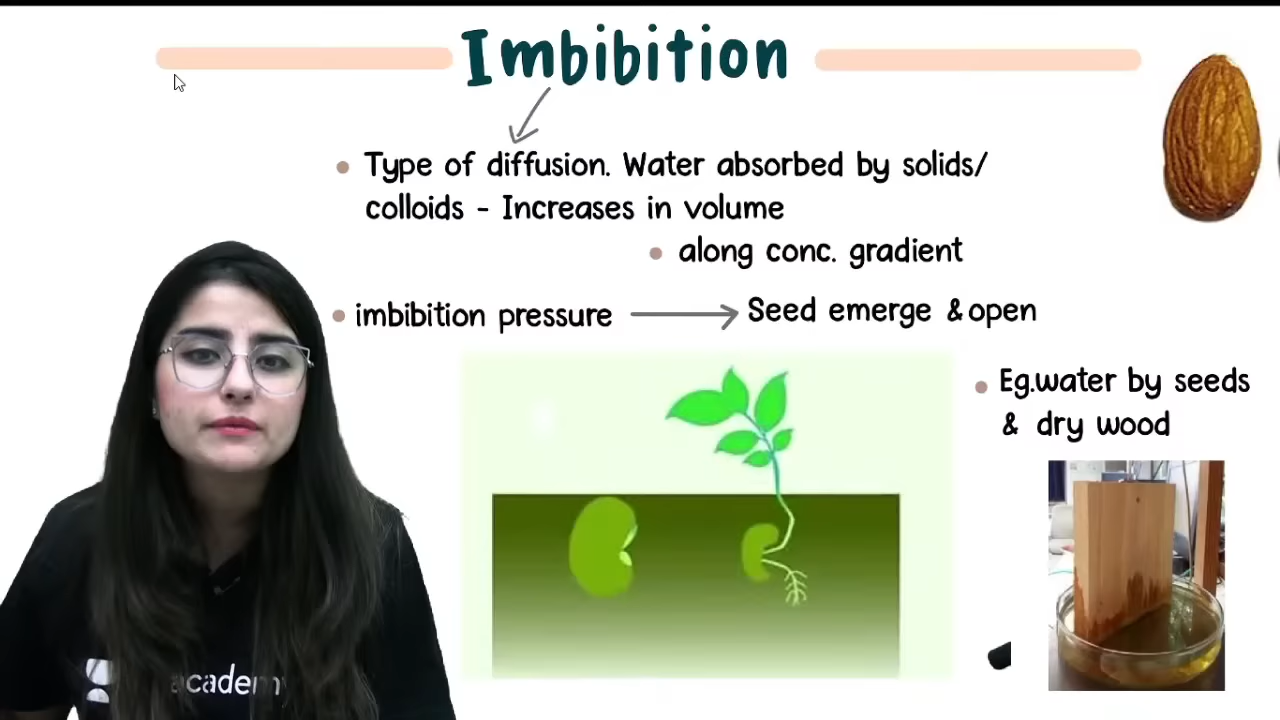 Imbibition
Type of diffusion. Water absorbed by solids/
colloids - Increases in volume
along conc. gradient
imbibition pressure
Seed emerge & open
Eg.water by seeds
& dry wood
academy